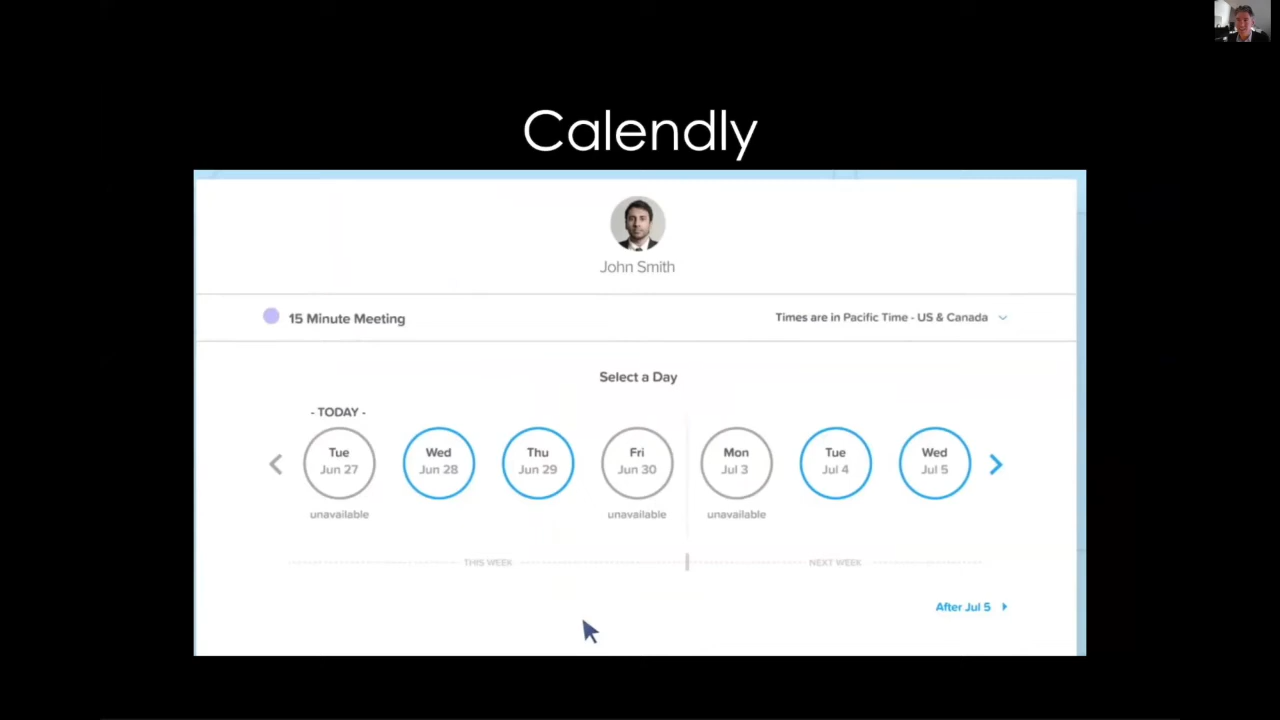 Calendly
John Smith
15 Minute Meeting
Times are in Pacific Time - US & Canada
Select a Day
- TODAY -
Tue
Jun 27
unavailable
Wed
Jun 28
Thu
Jun 29
Fri
Jun 30
unavailable
Mon
Jul 3
unavailable
Tue
Jul 4
Wed
Jul 5
THIS WEEK
NEXT WEEK
After Jul 5